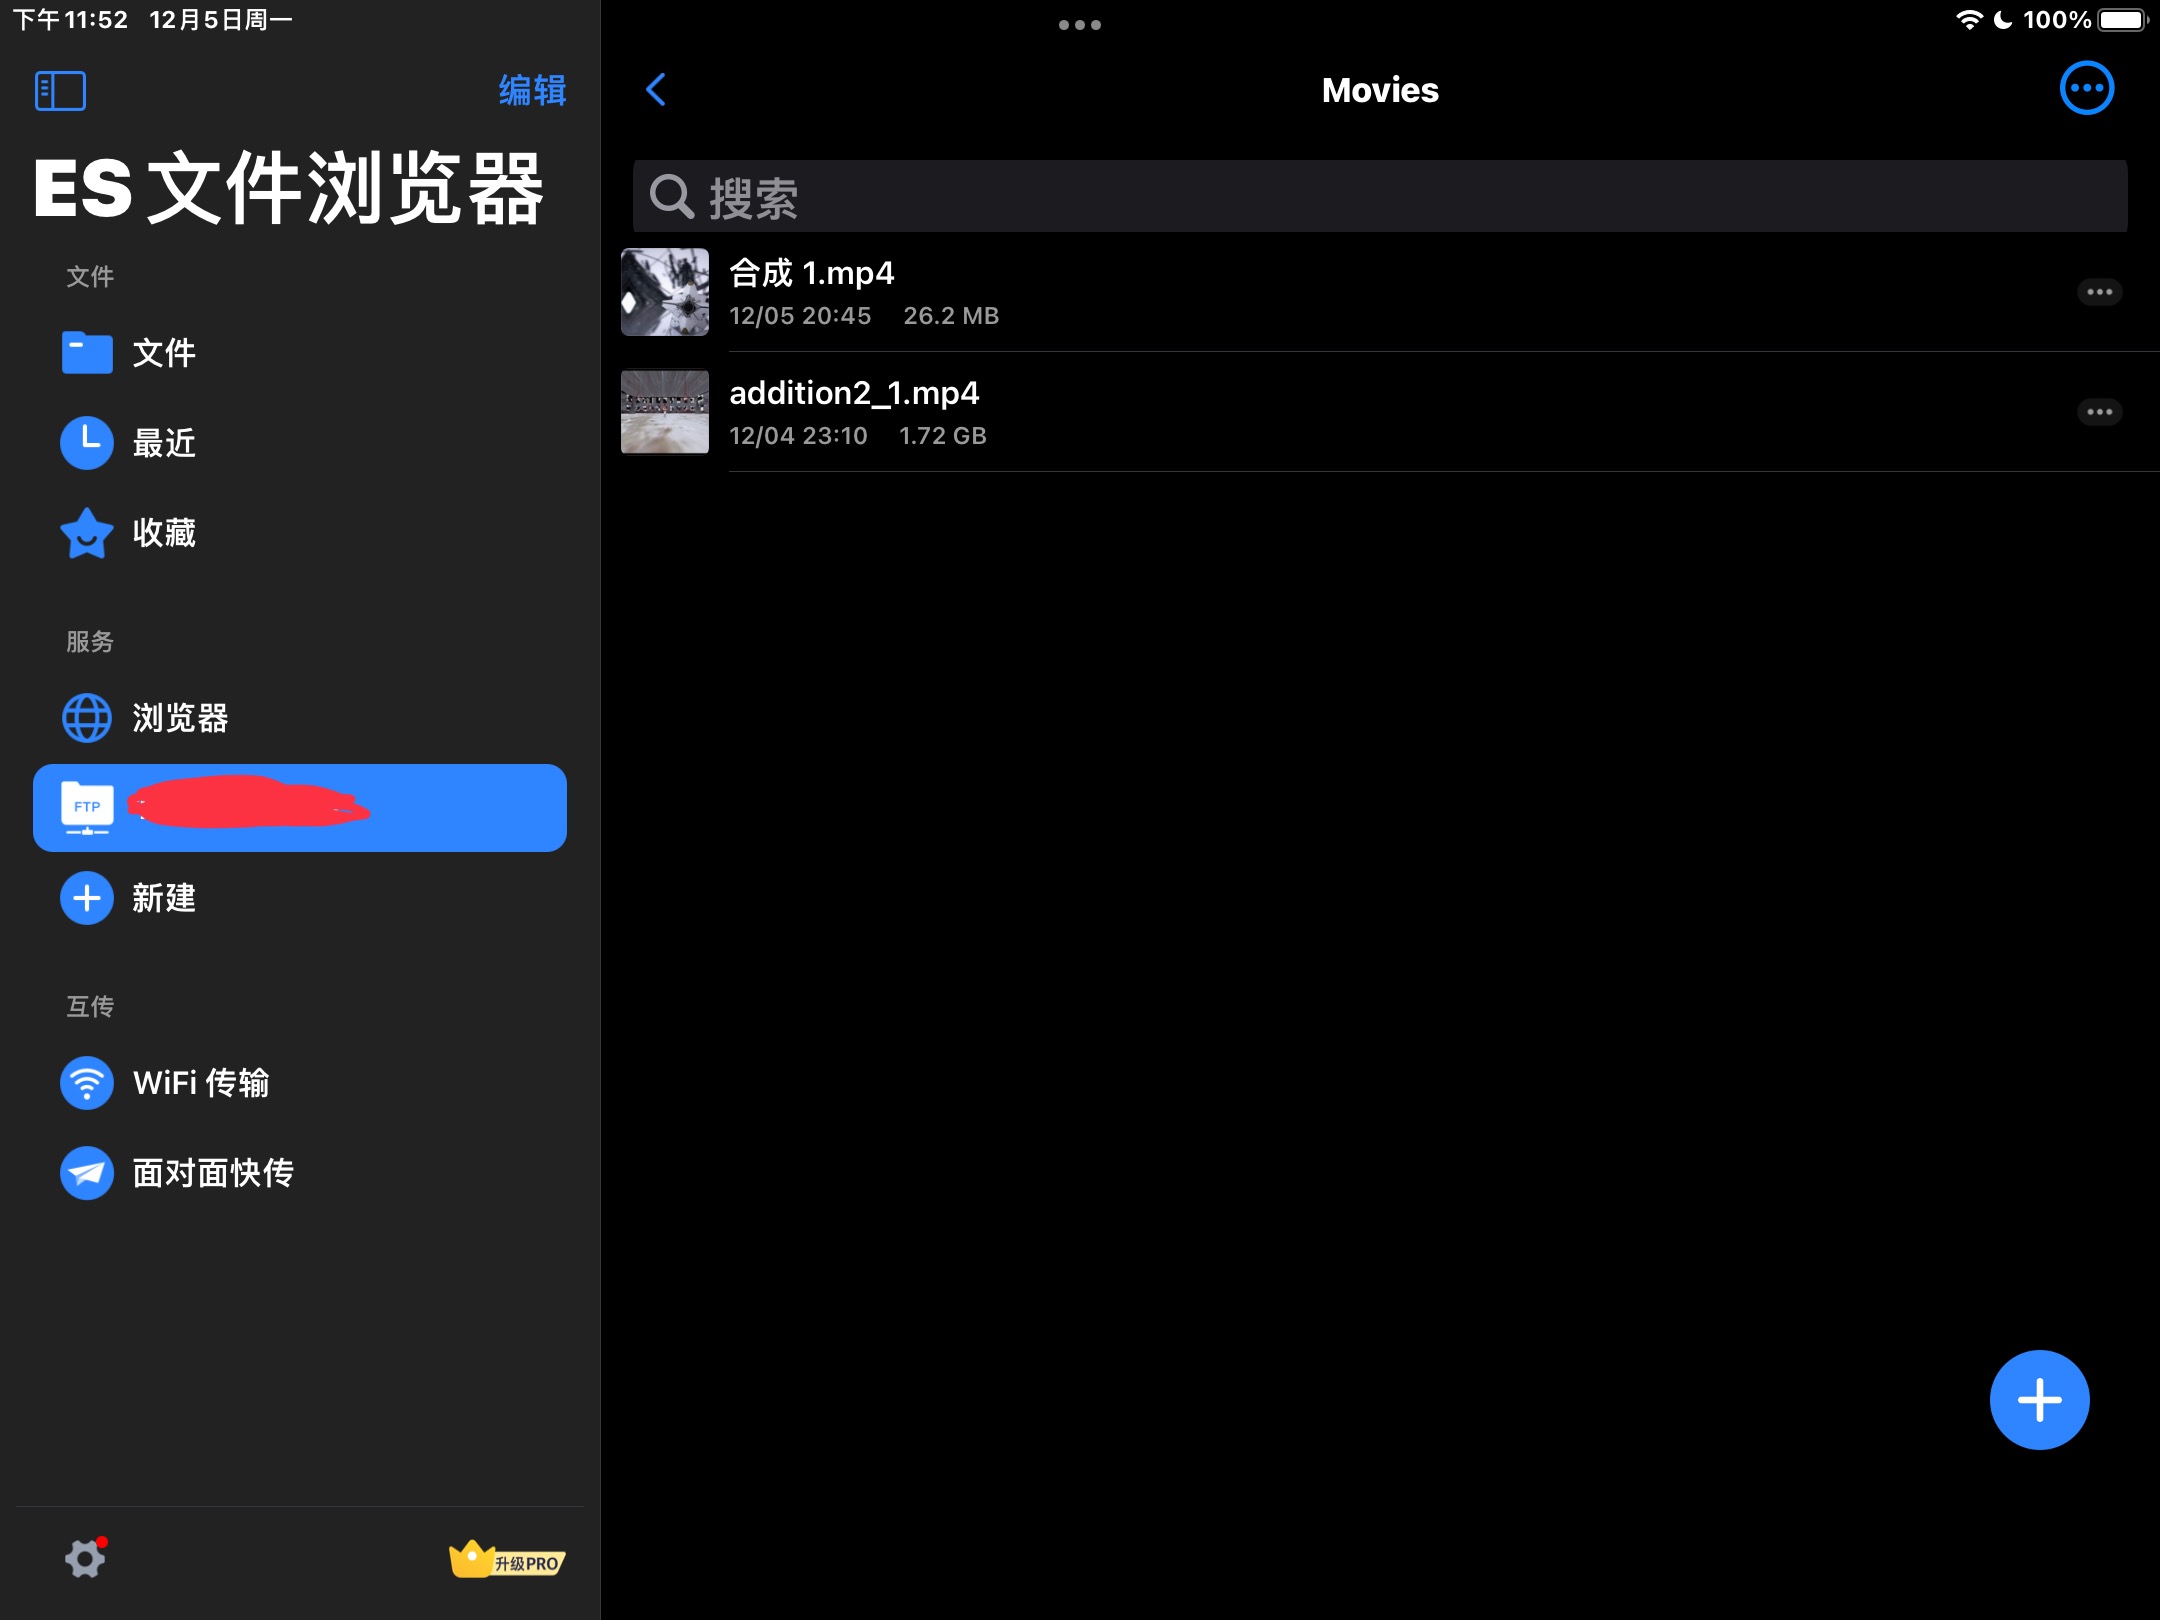 下午11:52 12月5日周一
100%
编辑
ES 文件浏览器
文件
文件
最近
收藏
服务
浏览器
FTP
新建
互传
WiFi 传输
面对面快传
升级PRO
Movies
搜索
合成 1.mp4
12/05 20:45 26.2 MB
addition2_1.mp4
12/04 23:10 1.72 GB